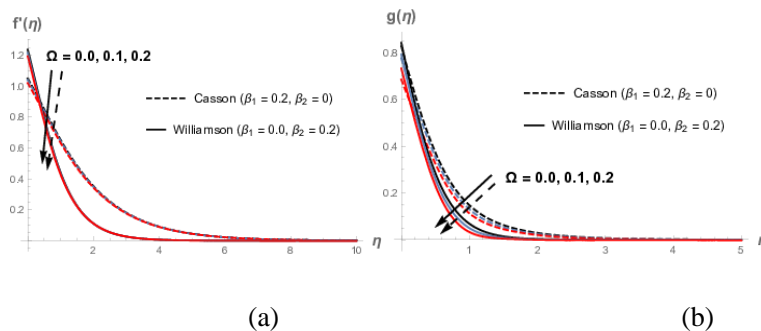 f'(η)
1.2
1.0
0.8
0.6
0.4
0.2
Ω = 0.0, 0.1, 0.2
Casson (β₁ = 0.2, β₂ = 0)
Williamson (β₁ = 0.0, β₂ = 0.2)
2
4
6
8
10
η
(a)
g(η)
0.8
0.6
0.4
0.2
Casson (β₁ = 0.2, β₂ = 0)
Williamson (β₁ = 0.0, β₂ = 0.2)
Ω = 0.0, 0.1, 0.2
1
2
3
4
5
(b)